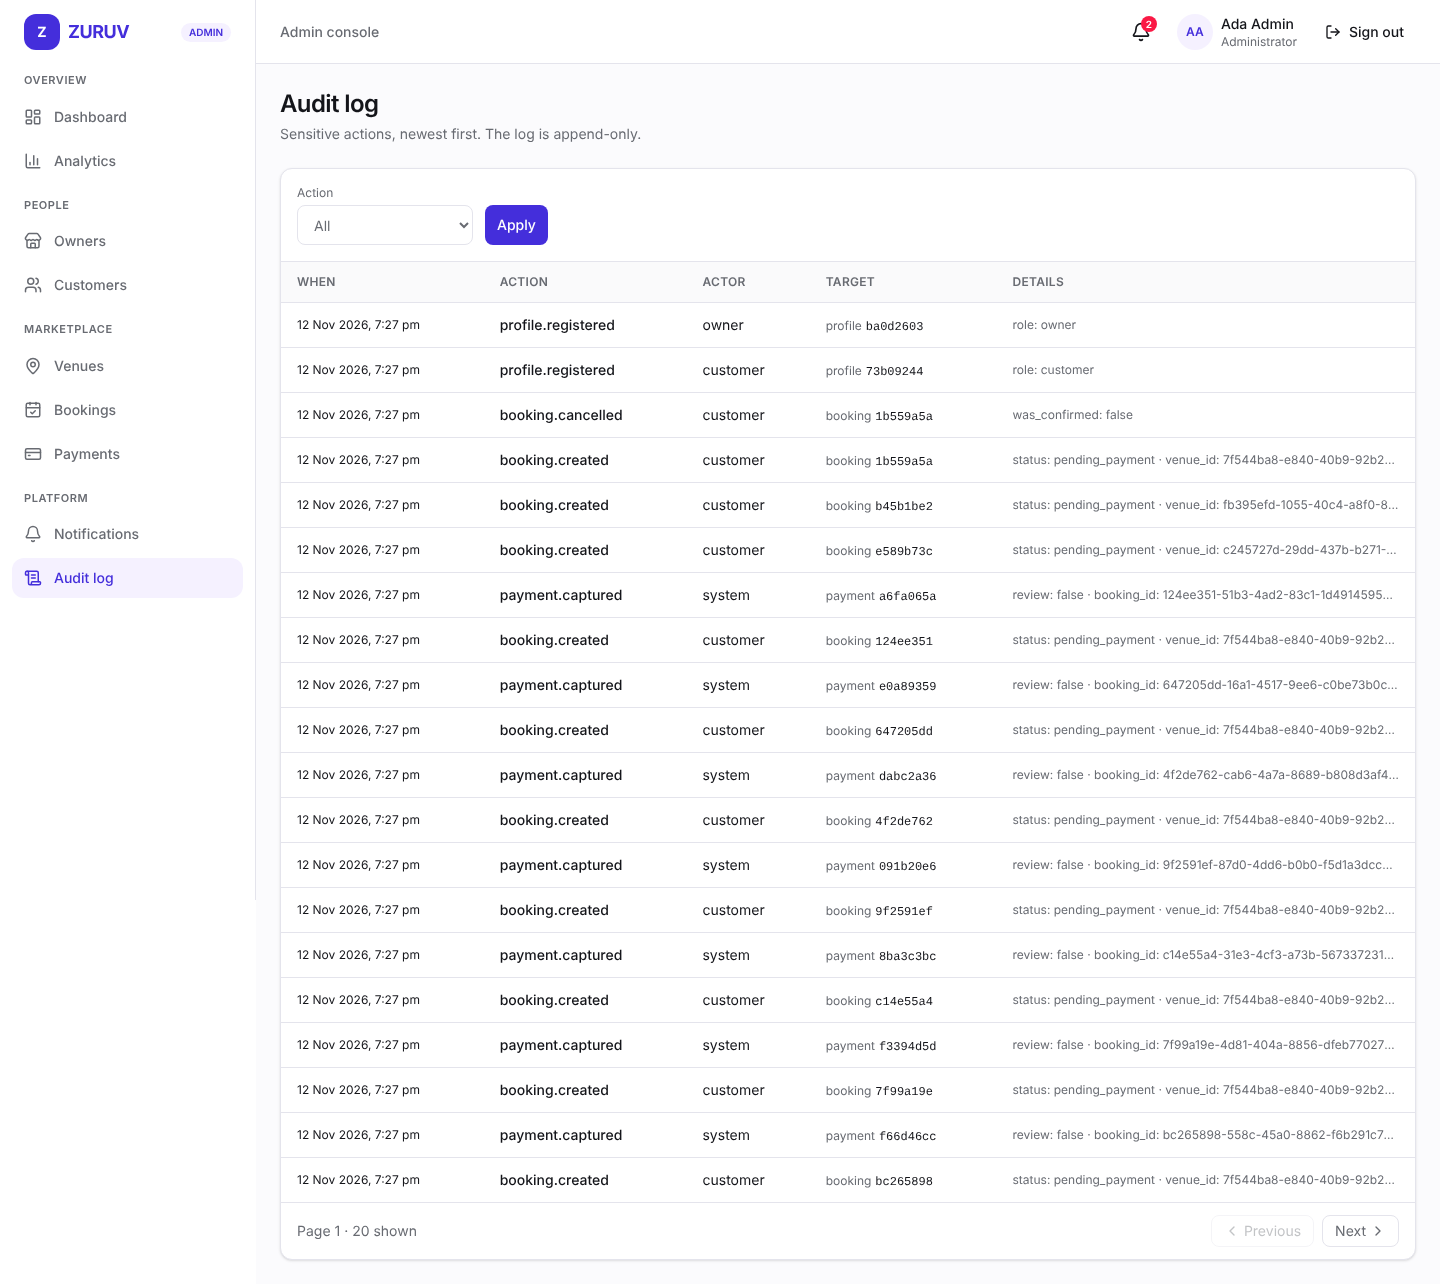 Z ZURUV ADMIN
OVERVIEW
Dashboard
Analytics
PEOPLE
Owners
Customers
MARKETPLACE
Venues
Bookings
Payments
PLATFORM
Notifications
Audit log
Admin console
2
AA
Ada Admin
Administrator
Sign out
Audit log
Sensitive actions, newest first. The log is append-only.
Action
All
Apply
WHEN ACTION ACTOR TARGET DETAILS
12 Nov 2026, 7:27 pm profile.registered owner profile ba0d2603 role: owner
12 Nov 2026, 7:27 pm profile.registered customer profile 73b09244 role: customer
12 Nov 2026, 7:27 pm booking.cancelled customer booking 1b559a5a was_confirmed: false
12 Nov 2026, 7:27 pm booking.created customer booking 1b559a5a status: pending_payment · venue_id: 7f544ba8-e840-40b9-92b2...
12 Nov 2026, 7:27 pm booking.created customer booking b45b1be2 status: pending_payment · venue_id: fb395efd-1055-40c4-a8f0-8...
12 Nov 2026, 7:27 pm booking.created customer booking e589b73c status: pending_payment · venue_id: c245727d-29dd-437b-b271-...
12 Nov 2026, 7:27 pm payment.captured system payment a6fa065a review: false · booking_id: 124ee351-51b3-4ad2-83c1-1d4914595...
12 Nov 2026, 7:27 pm booking.created customer booking 124ee351 status: pending_payment · venue_id: 7f544ba8-e840-40b9-92b2...
12 Nov 2026, 7:27 pm payment.captured system payment e0a89359 review: false · booking_id: 647205dd-16a1-4517-9ee6-c0be73b0c...
12 Nov 2026, 7:27 pm booking.created customer booking 647205dd status: pending_payment · venue_id: 7f544ba8-e840-40b9-92b2...
12 Nov 2026, 7:27 pm payment.captured system payment dabc2a36 review: false · booking_id: 4f2de762-cab6-4a7a-8689-b808d3af4...
12 Nov 2026, 7:27 pm booking.created customer booking 4f2de762 status: pending_payment · venue_id: 7f544ba8-e840-40b9-92b2...
12 Nov 2026, 7:27 pm payment.captured system payment 091b20e6 review: false · booking_id: 9f2591ef-87d0-4dd6-b0b0-f5d1a3dcc...
12 Nov 2026, 7:27 pm booking.created customer booking 9f2591ef status: pending_payment · venue_id: 7f544ba8-e840-40b9-92b2...
12 Nov 2026, 7:27 pm payment.captured system payment 8ba3c3bc review: false · booking_id: c14e55a4-31e3-4cf3-a73b-567337231...
12 Nov 2026, 7:27 pm booking.created customer booking c14e55a4 status: pending_payment · venue_id: 7f544ba8-e840-40b9-92b2...
12 Nov 2026, 7:27 pm payment.captured system payment f3394d5d review: false · booking_id: 7f99a19e-4d81-404a-8856-dfeb77027...
12 Nov 2026, 7:27 pm booking.created customer booking 7f99a19e status: pending_payment · venue_id: 7f544ba8-e840-40b9-92b2...
12 Nov 2026, 7:27 pm payment.captured system payment f66d46cc review: false · booking_id: bc265898-558c-45a0-8862-f6b291c7...
12 Nov 2026, 7:27 pm booking.created customer booking bc265898 status: pending_payment · venue_id: 7f544ba8-e840-40b9-92b2...
Page 1 · 20 shown
Previous
Next